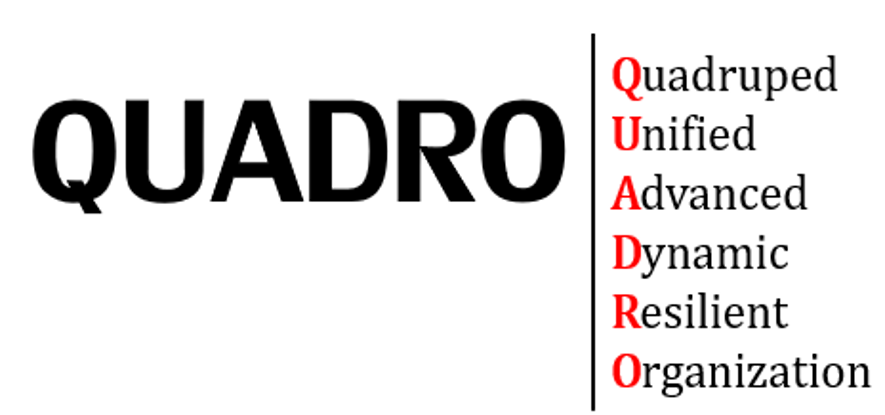 QUADRO
Quadruped
Unified
Advanced
Dynamic
Resilient
Organization